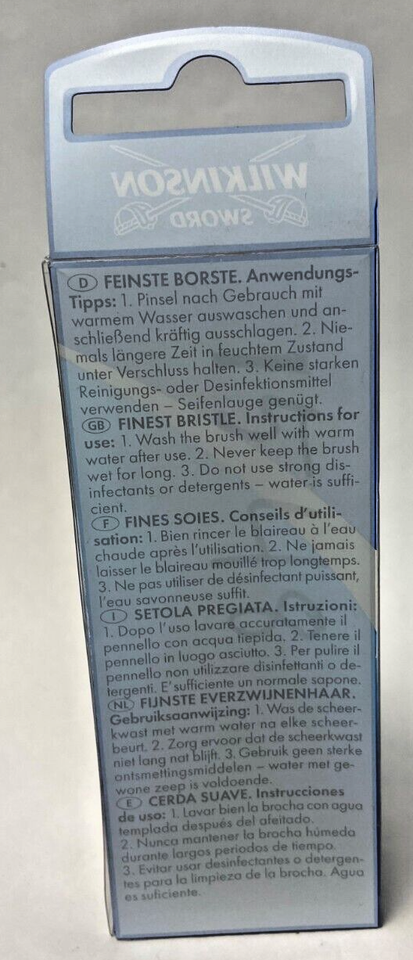 WILKINSON
SWORD
D FEINSTE BORSTE. Anwendungs-
Tipps: 1. Pinsel nach Gebrauch mit
warmem Wasser auswaschen und an-
schließend kräftig ausschlagen. 2. Nie-
mals längere Zeit in feuchtem Zustand
unter Verschluss halten. 3. Keine starken
Reinigungs- oder Desinfektionsmittel
verwenden – Seifenlauge genügt.
GB FINEST BRISTLE. Instructions for
use: 1. Wash the brush well with warm
water after use. 2. Never keep the brush
wet for long. 3. Do not use strong dis-
infectants or detergents – water is suffi-
cient.
F FINES SOIES. Conseils d'utili-
sation: 1. Bien rincer le blaireau à l'eau
chaude après l'utilisation. 2. Ne jamais
laisser le blaireau mouillé trop longtemps.
3. Ne pas utiliser de désinfectant puissant,
l'eau savonneuse suffit.
I SETOLA PREGIATA. Istruzioni:
1. Dopo l'uso lavare accuratamente il
pennello con acqua tiepida. 2. Tenere il
pennello in luogo asciutto. 3. Per pulire il
pennello non utilizzare disinfettanti o de-
tergenti. E'sufficiente un normale sapone.
NL FIJNSTE EVERZWIJNENHAAR.
Gebruiksaanwijzing: 1. Was de scheer-
kwast met warm water na elke scheer-
beurt. 2. Zorg ervoor dat de scheerkwast
niet lang nat blijft. 3. Gebruik geen sterke
ontsmettingsmiddelen – water met ge-
wone zeep is voldoende.
E CERDA SUAVE. Instrucciones
de uso: 1. Lavar bien la brocha con agua
templada después del afeitado.
2. Nunca mantener la brocha húmeda
durante largos periodos de tiempo.
3. Evitar usar desinfectantes o detergen-
tes para la limpieza de la brocha. Agua
es suficiente.